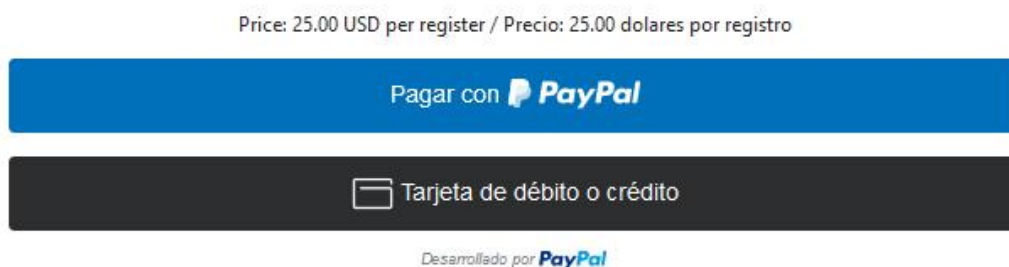 Price: 25.00 USD per register / Precio: 25.00 dolares por registro
Pagar con PayPal
Tarjeta de débito o crédito
Desarrollado por PayPal